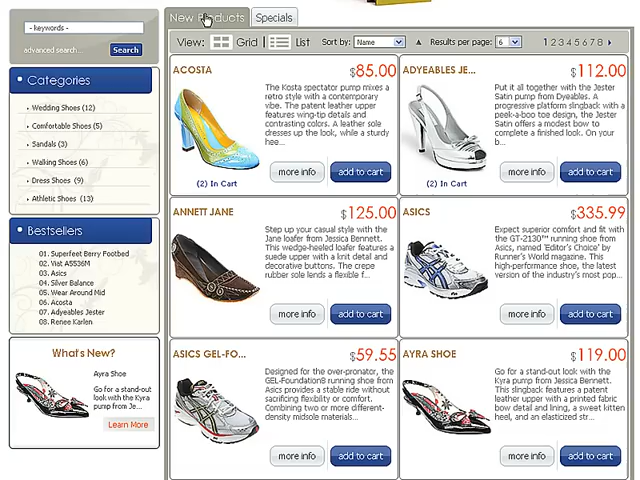 New Products
Specials
- keywords -
advanced search...
Search
View:
Grid
List
Sort by:
Name
Results per page:
6
1 2 3 4 5 6 7 8
Categories
Wedding Shoes (12)
Comfortable Shoes (5)
Sandals (3)
Walking Shoes (6)
Dress Shoes (9)
Athletic Shoes (13)
Bestsellers
01. Superfeet Berry Footbed
02. Vist A5536M
03. Asics
04. Silver Balance
05. Wear Around Mid
06. Acosta
07. Adyeables Jester
08. Renee Karlen
What's New?
Ayra Shoe
Go for a stand-out
look with the Kyra
pump from Je...
Learn More
ACOSTA
$85.00
The Kosta spectator pump mixes a
retro style with a contemporary
vibe. The patent leather upper
features wing-tip details and
contrasting colors. A leather sole
dresses up the look, while a sturdy
hee...
(2) In Cart
more info
add to cart
ADYEABLES JE...
$112.00
Put it all together with the Jester
Satin pump from Dyeables. A
progressive platform slingback with a
peek-a-boo toe design, the Jester
Satin offers a modest bow to
complete a finished look. On your
b...
(2) In Cart
more info
add to cart
ANNETT JANE
$125.00
Step up your casual style with the
Jane loafer from Jessica Bennett.
This wedge-heeled loafer features a
suede upper with a knit detail and
decorative buttons. The crepe
rubber sole lends a flexible f...
more info
add to cart
ASICS
$335.99
Expect superior comfort and fit with
the GT-2130™ running shoe from
Asics, named 'Editor's Choice' by
Runner's World magazine. This
high-performance shoe, the latest
version of the industry's most pop...
more info
add to cart
ASICS GEL-FO...
$59.55
Designed for the over-pronator, the
GEL-Foundation8 running shoe from
Asics provides a stable ride without
sacrificing flexibility or comfort.
Combining two or more different-
density midsole materials...
more info
add to cart
AYRA SHOE
$119.00
Go for a stand-out look with the
Kyra pump from Jessica Bennett.
This slingback features a patent
leather upper with a printed fabric
bow detail and lining, a sweet kitten
heel, and an elasticized str...
more info
add to cart